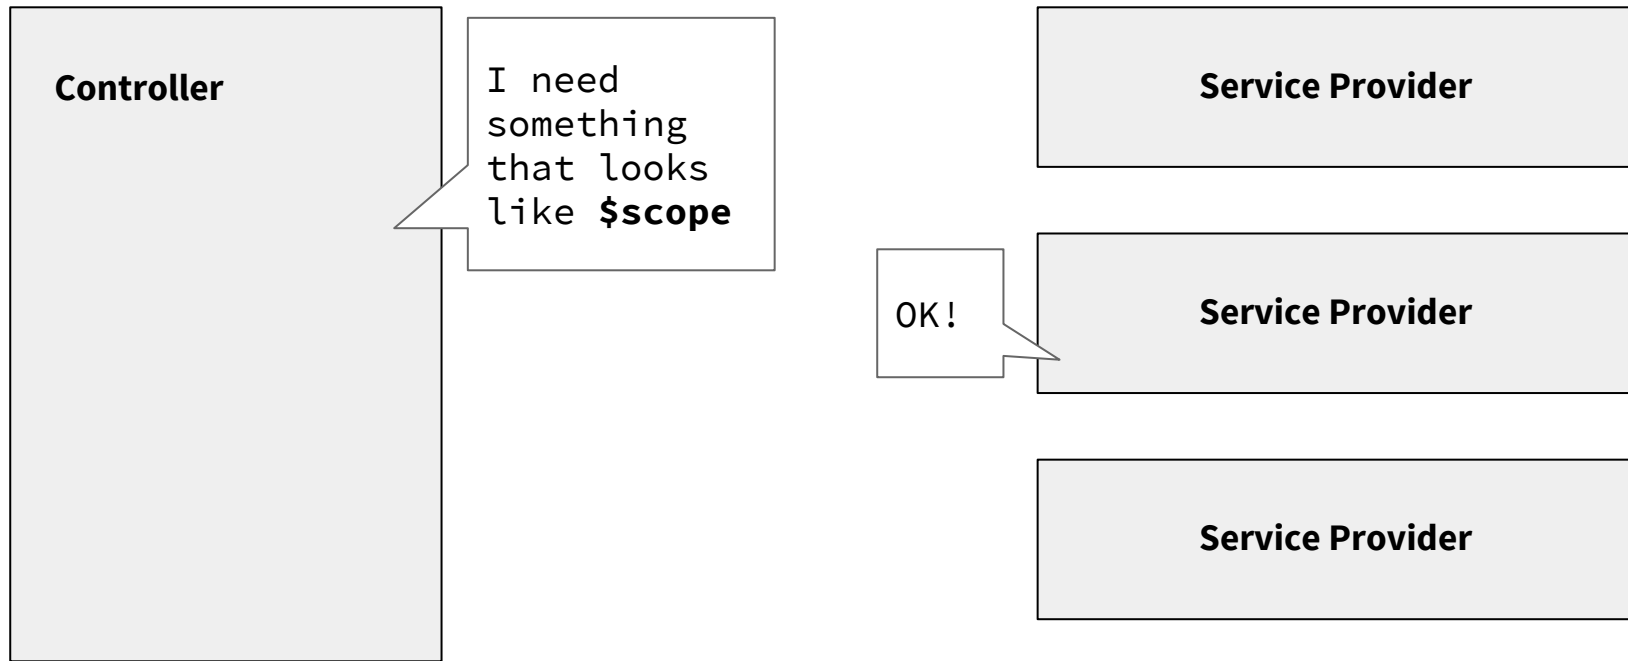 Controller
I need
something
that looks
like $scope
Service Provider
OK!
Service Provider
Service Provider